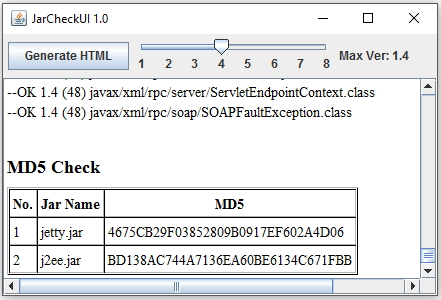 JarCheckUI 1.0
Generate HTML
1 2 3 4 5 6 7 8
Max Ver: 1.4
--OK 1.4 (48) javax/xml/rpc/server/ServletEndpointContext.class
--OK 1.4 (48) javax/xml/rpc/soap/SOAPFaultException.class
MD5 Check
No. Jar Name MD5
1 jetty.jar 4675CB29F03852809B0917EF602A4D06
2 j2ee.jar BD138AC744A7136EA60BE6134C671FBB